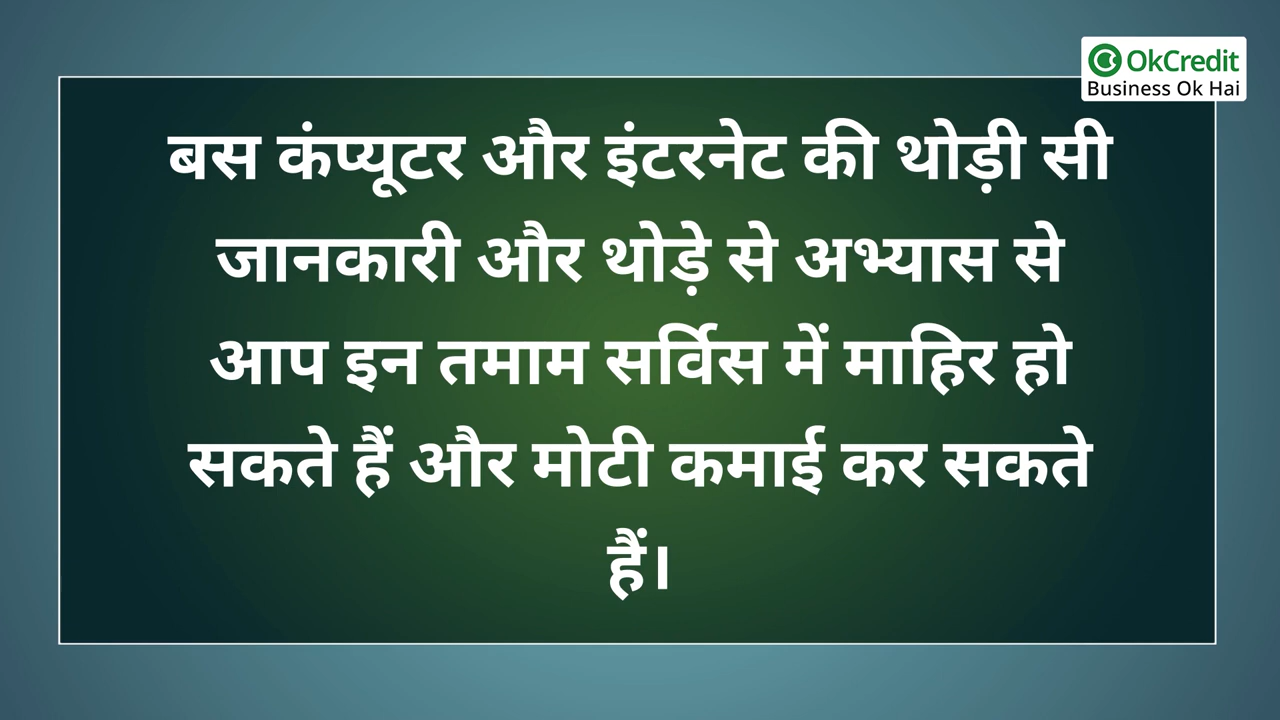 OkCredit
Business Ok Hai
बस कंप्यूटर और इंटरनेट की थोड़ी सी
जानकारी और थोड़े से अभ्यास से
आप इन तमाम सर्विस में माहिर हो
सकते हैं और मोटी कमाई कर सकते
हैं।